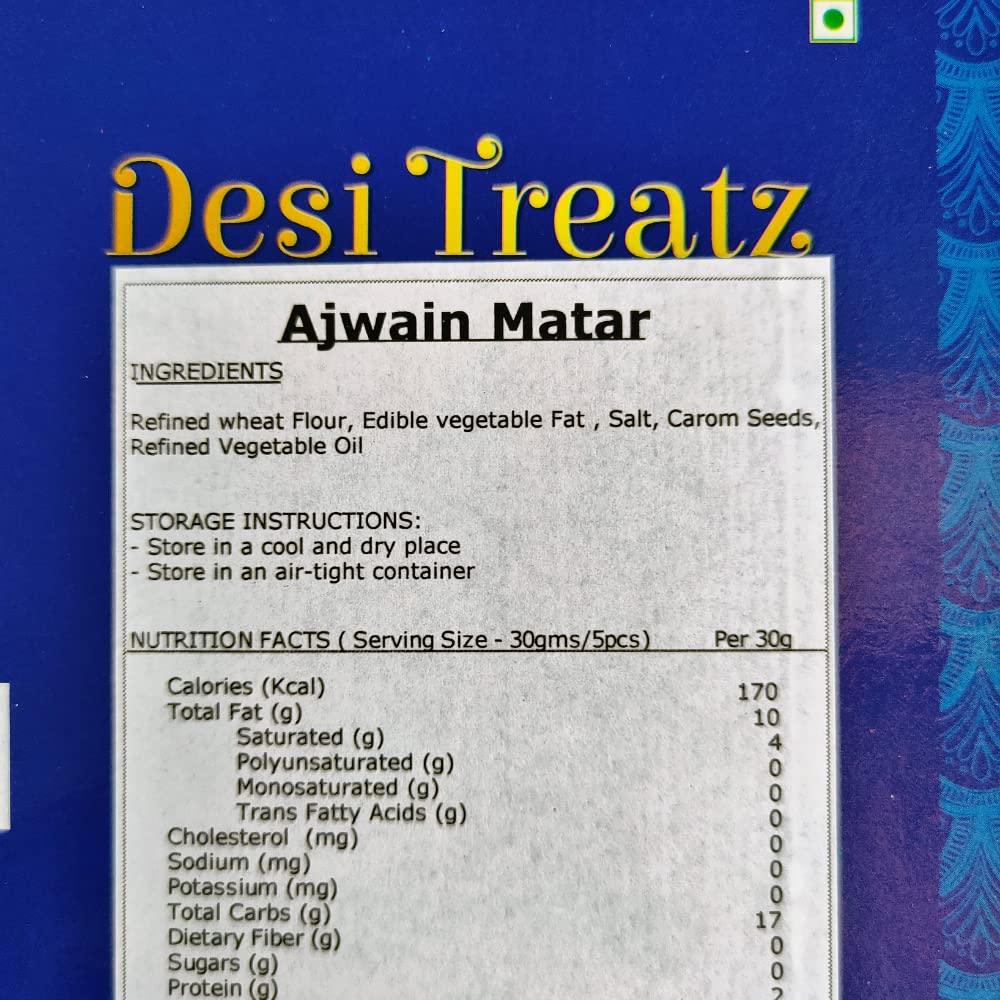 Desi Treatz
Ajwain Matar
INGREDIENTS
Refined wheat Flour, Edible vegetable Fat , Salt, Carom Seeds,
Refined Vegetable Oil
STORAGE INSTRUCTIONS:
- Store in a cool and dry place
- Store in an air-tight container
NUTRITION FACTS ( Serving Size - 30gms/5pcs) Per 30g
Calories (Kcal) 170
Total Fat (g) 10
Saturated (g) 4
Polyunsaturated (g) 0
Monosaturated (g) 0
Trans Fatty Acids (g) 0
Cholesterol (mg) 0
Sodium (mg) 0
Potassium (mg) 0
Total Carbs (g) 17
Dietary Fiber (g) 0
Sugars (g) 0
Protein (g) 2